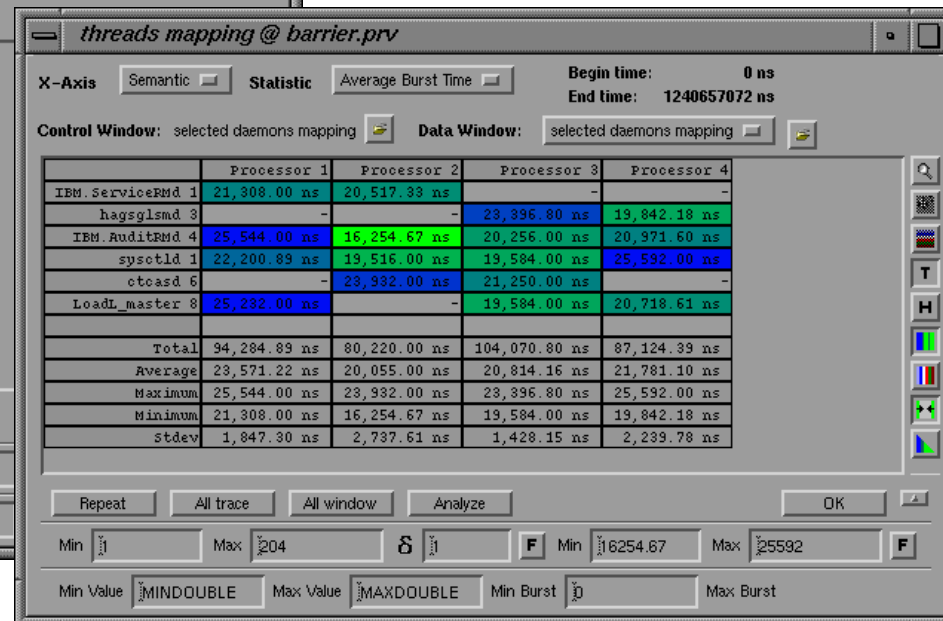 threads mapping @ barrier.prv
X-Axis Semantic Statistic Average Burst Time Begin time: 0 ns
End time: 1240657072 ns
Control Window: selected daemons mapping Data Window: selected daemons mapping
Processor 1 Processor 2 Processor 3 Processor 4
IBM.ServiceRMd 1 21,308.00 ns 20,517.33 ns - -
hagsglsmd 3 - - 23,396.80 ns 19,842.18 ns
IBM.AuditRMd 4 25,544.00 ns 16,254.67 ns 20,256.00 ns 20,971.60 ns
sysctld 1 22,200.89 ns 19,516.00 ns 19,584.00 ns 25,592.00 ns
ctcasd 6 - 23,932.00 ns 21,250.00 ns -
LoadL_master 8 25,232.00 ns - 19,584.00 ns 20,718.61 ns
Total 94,284.89 ns 80,220.00 ns 104,070.80 ns 87,124.39 ns
Average 23,571.22 ns 20,055.00 ns 20,814.16 ns 21,781.10 ns
Maximum 25,544.00 ns 23,932.00 ns 23,396.80 ns 25,592.00 ns
Minimum 21,308.00 ns 16,254.67 ns 19,584.00 ns 19,842.18 ns
Stdev 1,847.30 ns 2,737.61 ns 1,428.15 ns 2,239.78 ns
T
H
Repeat All trace All window Analyze OK
Min 1 Max 204 δ 1 F Min 16254.67 Max 25592 F
Min Value MINDOUBLE Max Value MAXDOUBLE Min Burst 0 Max Burst